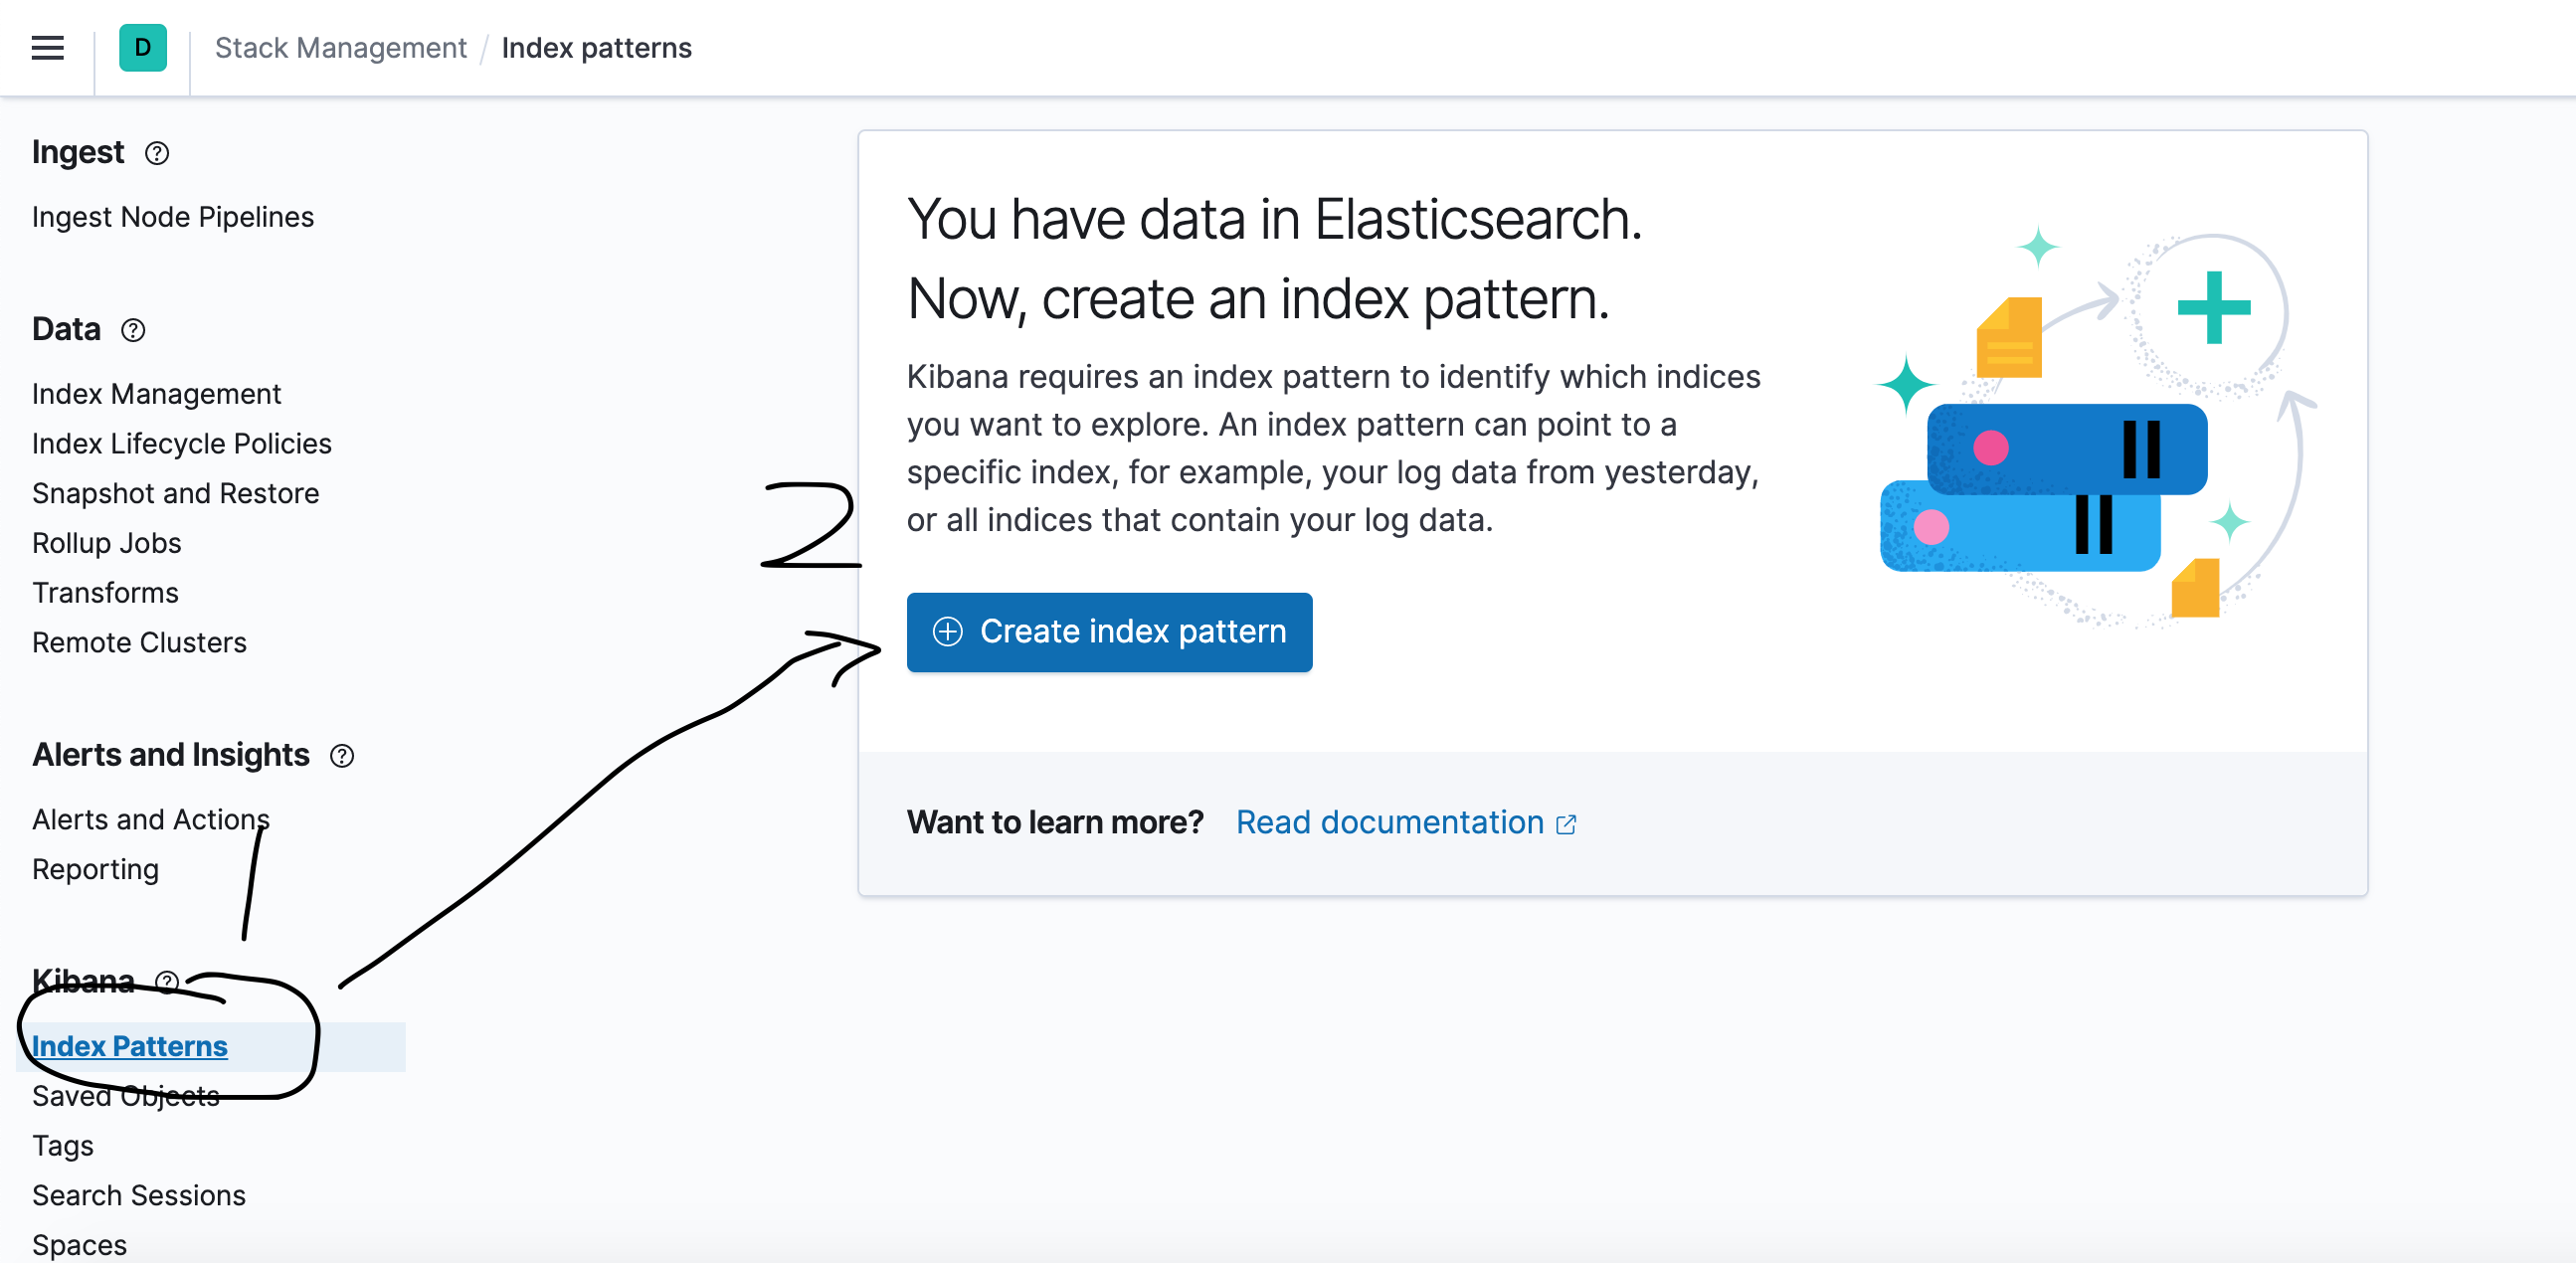 D Stack Management / Index patterns
Ingest
Ingest Node Pipelines
Data
Index Management
Index Lifecycle Policies
Snapshot and Restore
Rollup Jobs
Transforms
Remote Clusters
Alerts and Insights
Alerts and Actions
Reporting
1
Kibana
Index Patterns
Saved Objects
Tags
Search Sessions
Spaces
You have data in Elasticsearch.
Now, create an index pattern.
Kibana requires an index pattern to identify which indices
you want to explore. An index pattern can point to a
specific index, for example, your log data from yesterday,
or all indices that contain your log data.
2
Create index pattern
Want to learn more? Read documentation